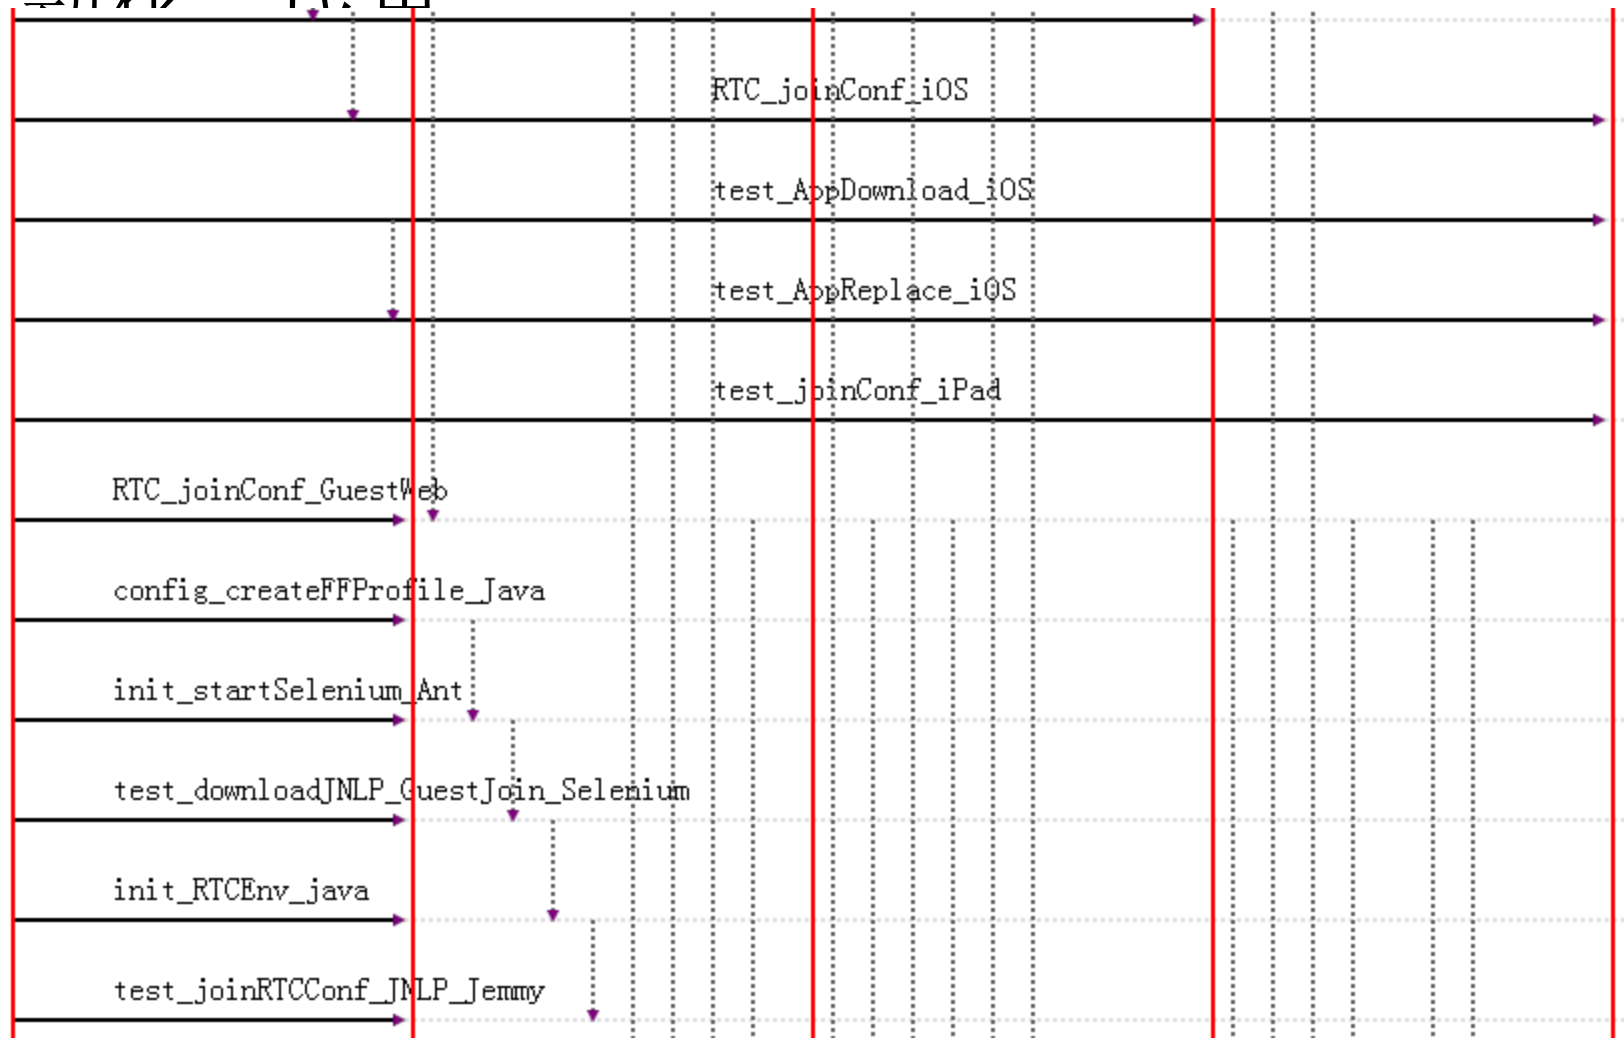 RTC_joinConf_iOS
test_AppDownload_iOS
test_AppReplace_iOS
test_joinConf_iPad
RTC_joinConf_GuestWeb
config_createFFProfile_Java
init_startSelenium_Ant
test_downloadJNLP_GuestJoin_Selenium
init_RTCEnv_java
test_joinRTCConf_JNLP_Jemmy